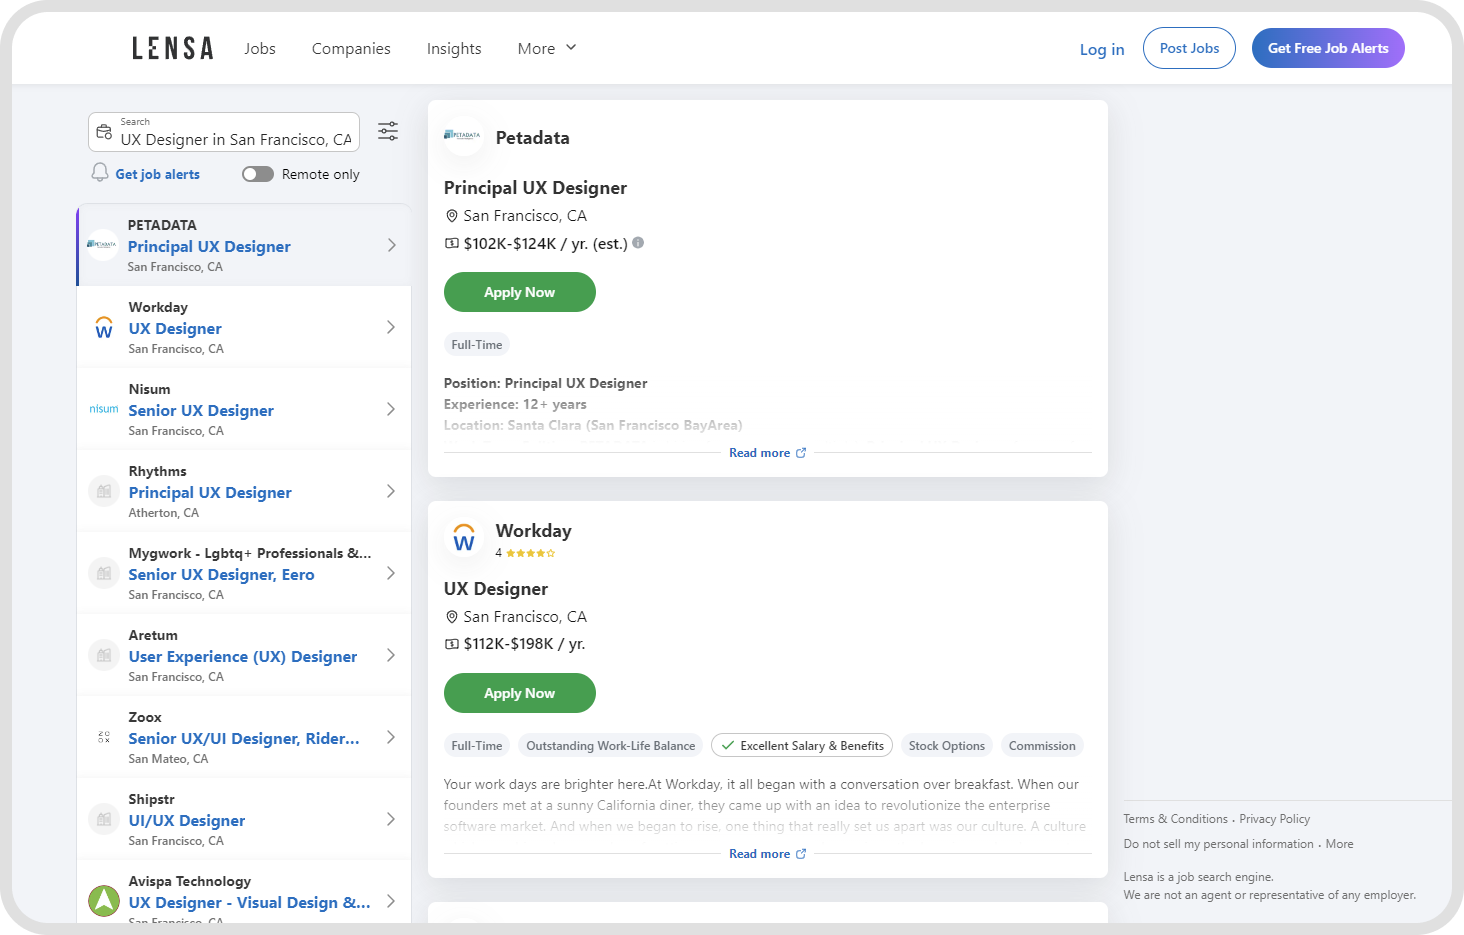 LENSA
Jobs
Companies
Insights
More
Log in
Post Jobs
Get Free Job Alerts
Search
UX Designer in San Francisco, CA
Get job alerts
Remote only
PETADATA
PETADATA
Principal UX Designer
San Francisco, CA
W
Workday
UX Designer
San Francisco, CA
nisum
Nisum
Senior UX Designer
San Francisco, CA
Rhythms
Principal UX Designer
Atherton, CA
Mygwork - Lgbtq+ Professionals &...
Senior UX Designer, Eero
San Francisco, CA
Aretum
User Experience (UX) Designer
San Francisco, CA
ZO
OX
Zoox
Senior UX/UI Designer, Rider...
San Mateo, CA
Shipstr
UI/UX Designer
San Francisco, CA
Avispa Technology
UX Designer - Visual Design &...
San Francisco, CA
PETADATA
Petadata
Principal UX Designer
San Francisco, CA
$102K-$124K / yr. (est.)
Apply Now
Full-Time
Position: Principal UX Designer
Experience: 12+ years
Location: Santa Clara (San Francisco BayArea)
Read more
W
Workday
4 ★★★★☆
UX Designer
San Francisco, CA
$112K-$198K / yr.
Apply Now
Full-Time
Outstanding Work-Life Balance
Excellent Salary & Benefits
Stock Options
Commission
Your work days are brighter here.At Workday, it all began with a conversation over breakfast. When our
founders met at a sunny California diner, they came up with an idea to revolutionize the enterprise
software market. And when we began to rise, one thing that really set us apart was our culture. A culture
Read more
Terms & Conditions · Privacy Policy
Do not sell my personal information · More
Lensa is a job search engine.
We are not an agent or representative of any employer.